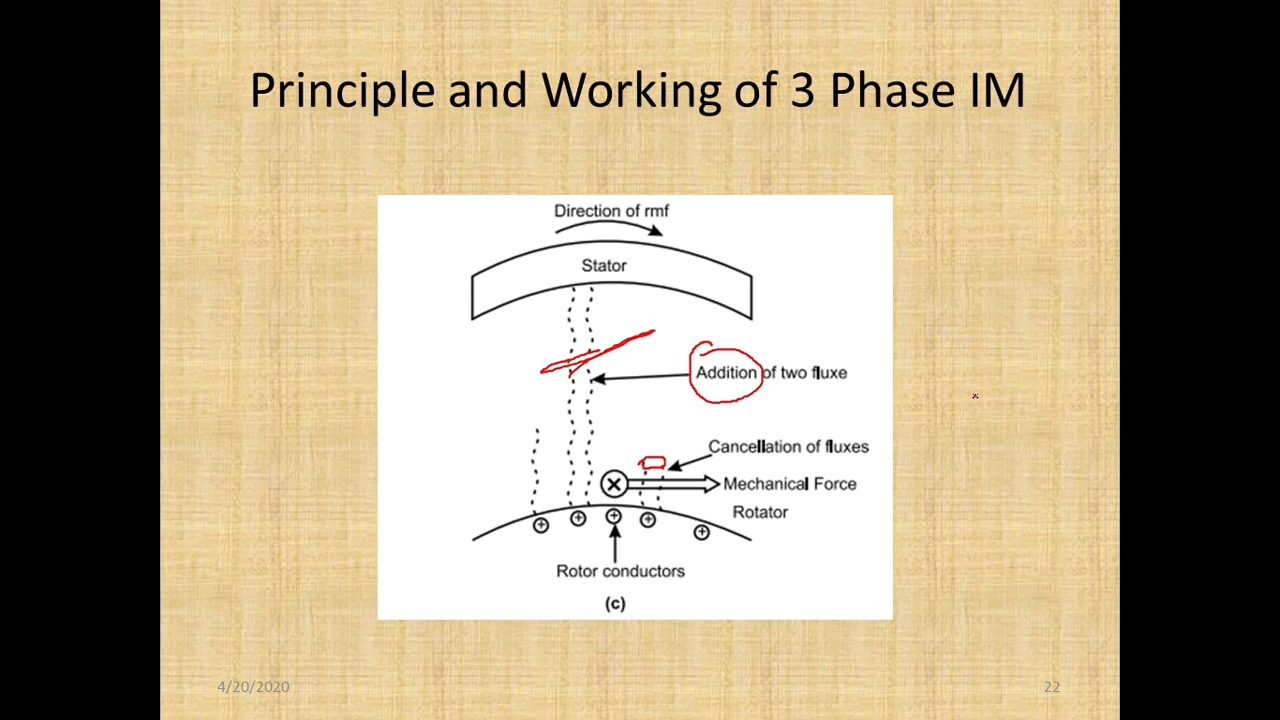 Principle and Working of 3 Phase IM
Direction of rmf
Stator
Addition of two fluxe
Cancellation of fluxes
Mechanical Force
Rotator
Rotor conductors
(c)
4/20/2020
22